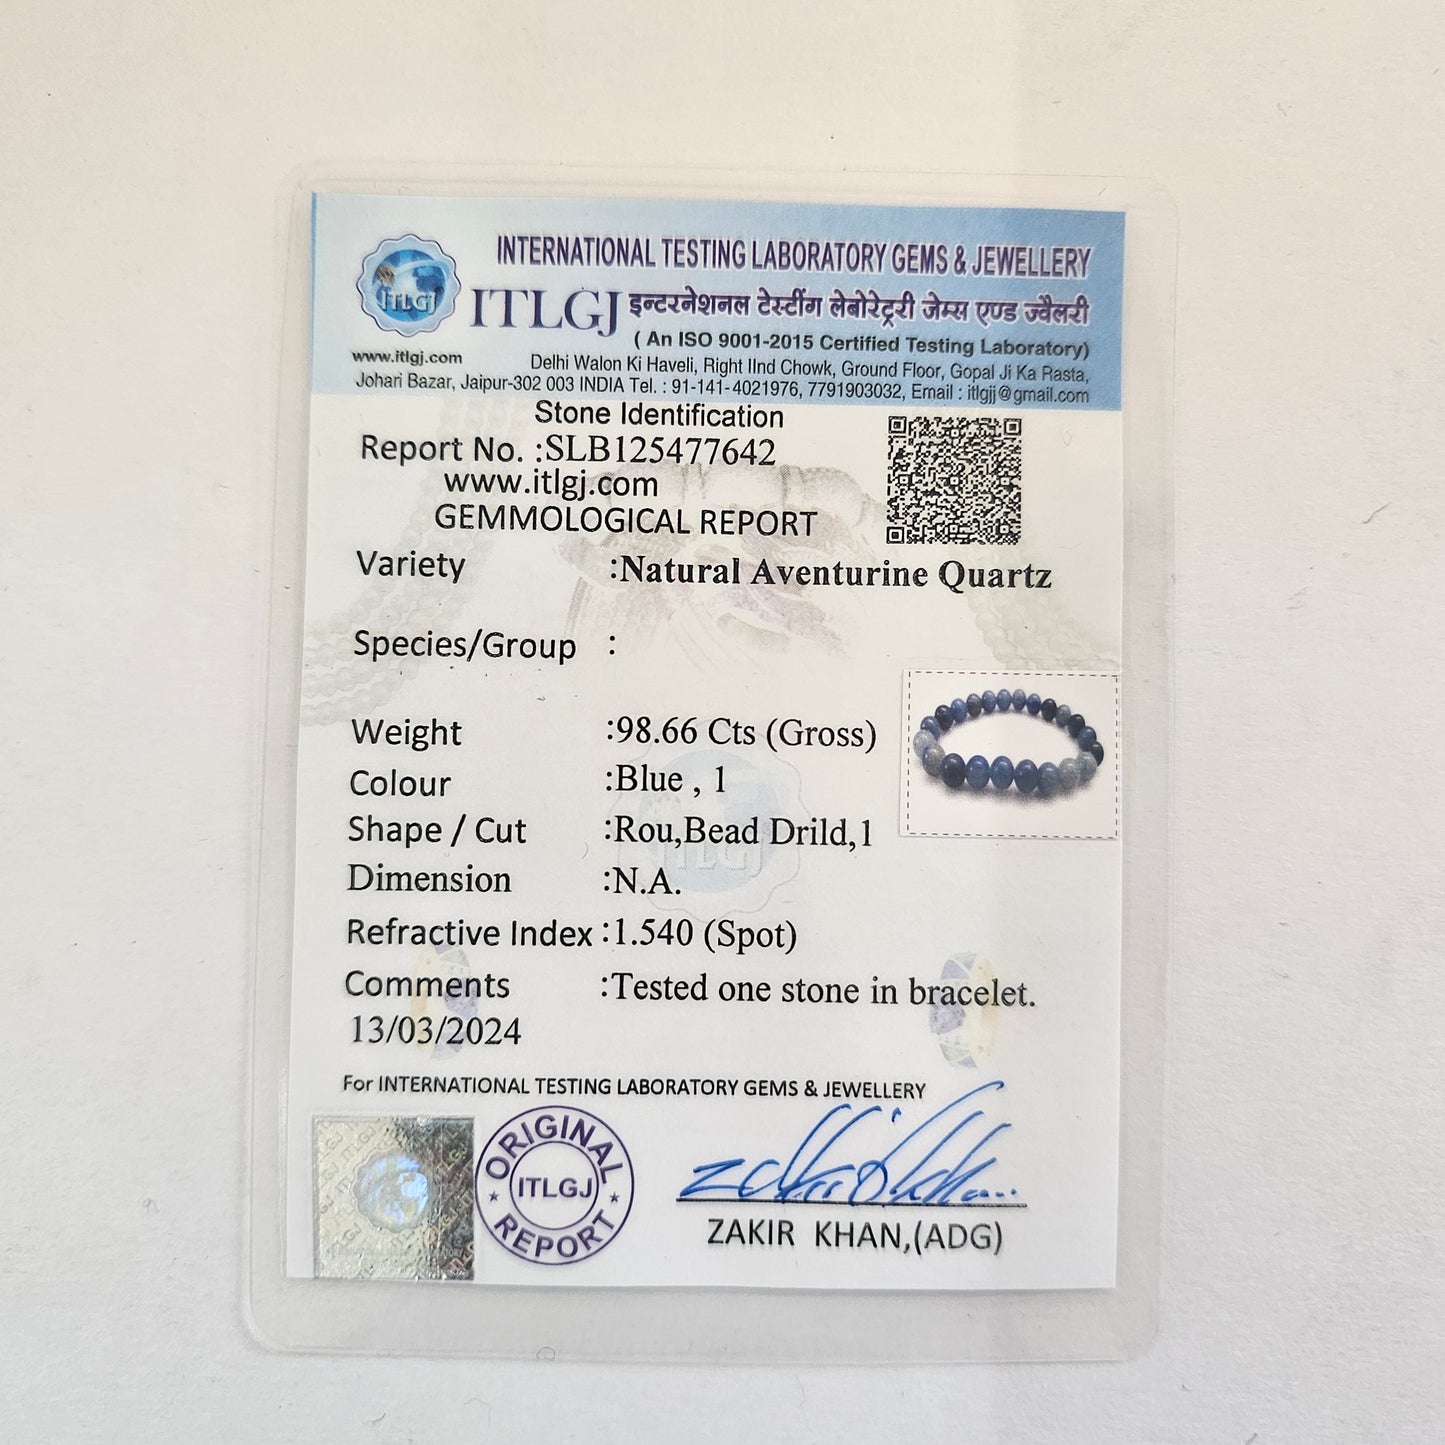 INTERNATIONAL TESTING LABORATORY GEMS & JEWELLERY
ITLGJ
ITLGJ इन्टरनेशनल टेस्टींग लेबोरेट्ररी जेम्स एण्ड ज्वैलरी
( An ISO 9001-2015 Certified Testing Laboratory)
www.itlgj.com Delhi Walon Ki Haveli, Right IInd Chowk, Ground Floor, Gopal Ji Ka Rasta,
Johari Bazar, Jaipur-302 003 INDIA Tel. : 91-141-4021976, 7791903032, Email : itlgjj@gmail.com
Stone Identification
Report No. :SLB125477642
www.itlgj.com
GEMMOLOGICAL REPORT
Variety :Natural Aventurine Quartz
Species/Group :
Weight :98.66 Cts (Gross)
Colour :Blue , 1
Shape / Cut :Rou,Bead Drild,1
ITLGJ
Dimension :N.A.
Refractive Index :1.540 (Spot)
Comments :Tested one stone in bracelet.
13/03/2024
For INTERNATIONAL TESTING LABORATORY GEMS & JEWELLERY
ORIGINAL
ITLGJ
REPORT
ZAKIR KHAN,(ADG)